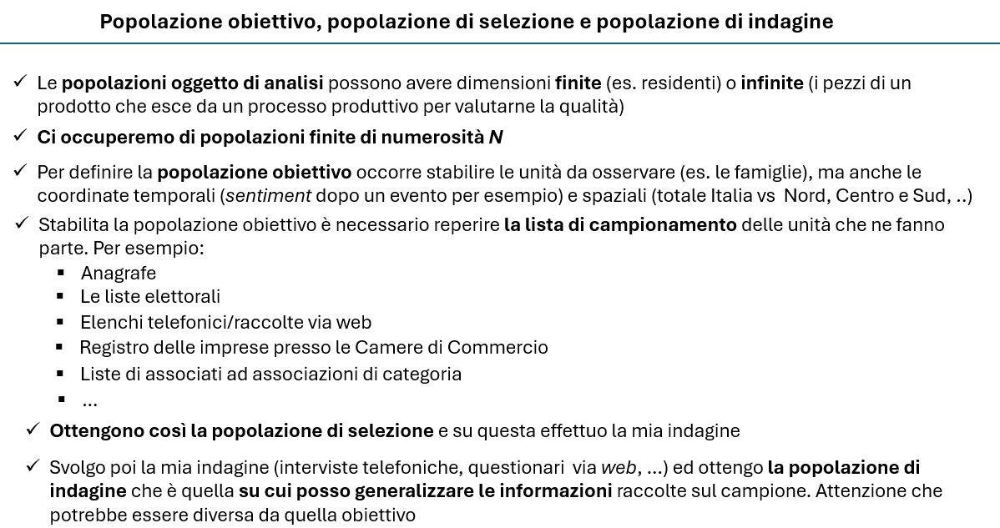 Popolazione obiettivo, popolazione di selezione e popolazione di indagine
✓ Le popolazioni oggetto di analisi possono avere dimensioni finite (es. residenti) o infinite (i pezzi di un
prodotto che esce da un processo produttivo per valutarne la qualità)
✓ Ci occuperemo di popolazioni finite di numerosità N
✓ Per definire la popolazione obiettivo occorre stabilire le unità da osservare (es. le famiglie), ma anche le
coordinate temporali (sentiment dopo un evento per esempio) e spaziali (totale Italia vs Nord, Centro e Sud, ..)
✓ Stabilita la popolazione obiettivo è necessario reperire la lista di campionamento delle unità che ne fanno
parte. Per esempio:
▪ Anagrafe
▪ Le liste elettorali
▪ Elenchi telefonici/raccolte via web
▪ Registro delle imprese presso le Camere di Commercio
▪ Liste di associati ad associazioni di categoria
▪ ...
✓ Ottengono così la popolazione di selezione e su questa effettuo la mia indagine
✓ Svolgo poi la mia indagine (interviste telefoniche, questionari via web, ...) ed ottengo la popolazione di
indagine che è quella su cui posso generalizzare le informazioni raccolte sul campione. Attenzione che
potrebbe essere diversa da quella obiettivo